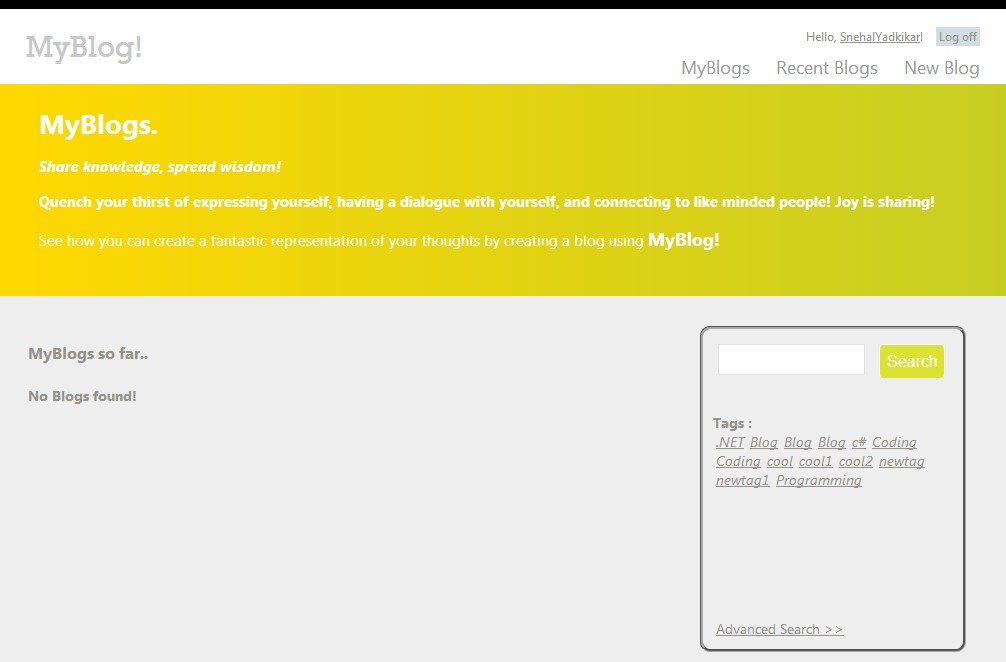 MyBlog!
Hello, SnehalYadkikar! Log off
MyBlogs Recent Blogs New Blog
MyBlogs.
Share knowledge, spread wisdom!
Quench your thirst of expressing yourself, having a dialogue with yourself, and connecting to like minded people! Joy is sharing!
See how you can create a fantastic representation of your thoughts by creating a blog using MyBlog!
MyBlogs so far..
No Blogs found!
Search
Tags :
.NET Blog Blog Blog c# Coding
Coding cool cool1 cool2 newtag
newtag1 Programming
Advanced Search >>